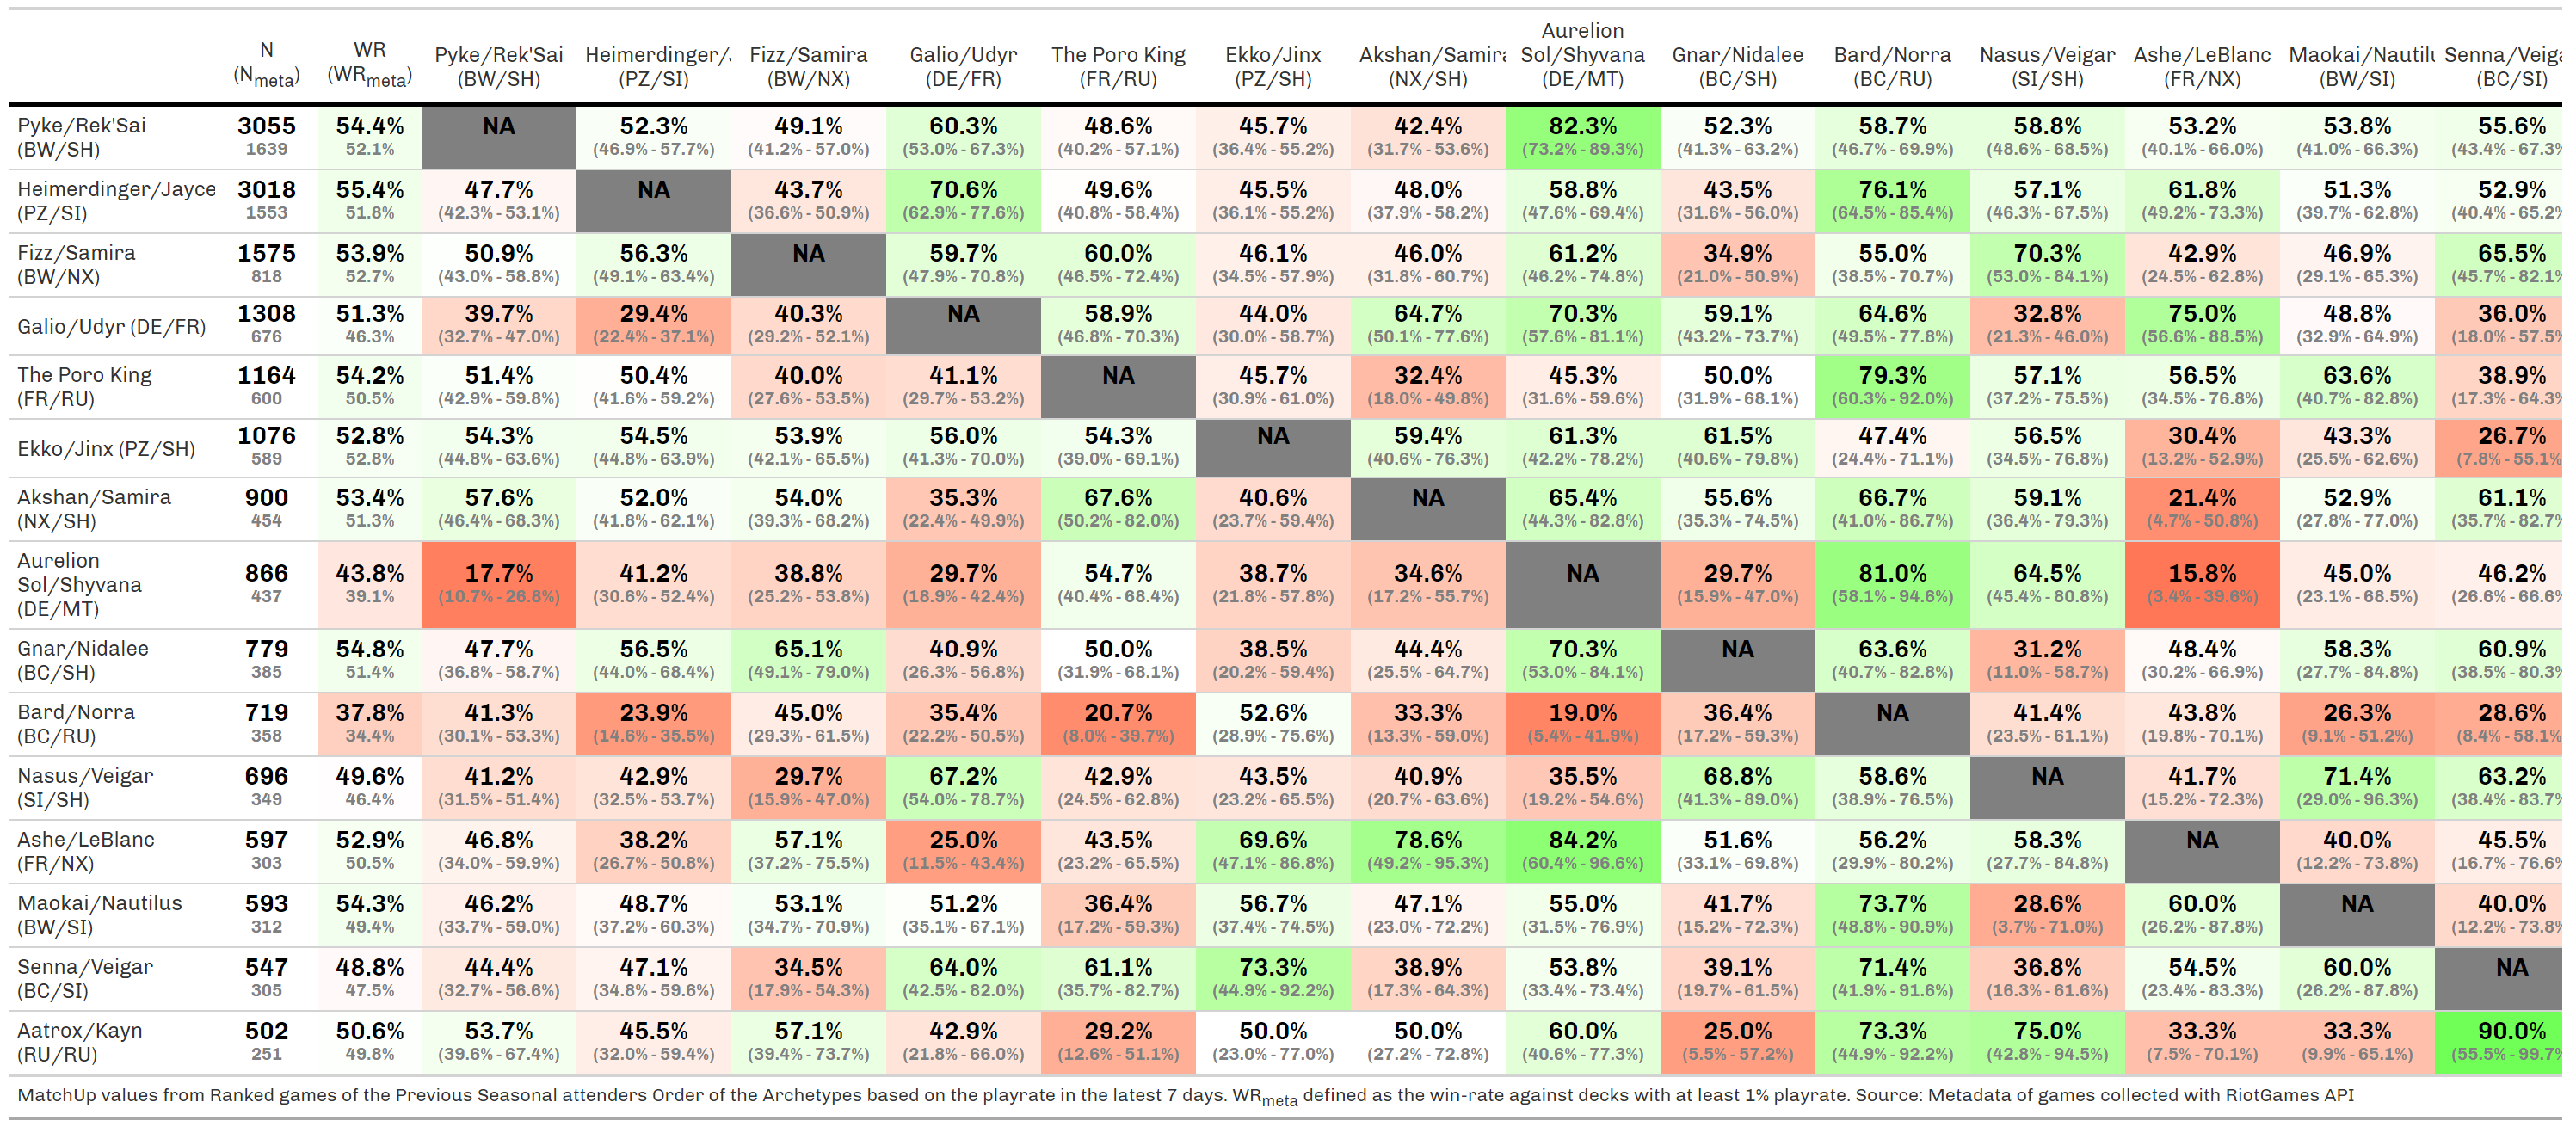 N (Nmeta) WR (WRmeta) Pyke/Rek'Sai (BW/SH) Heimerdinger/J (PZ/SI) Fizz/Samira (BW/NX) Galio/Udyr (DE/FR) The Poro King (FR/RU) Ekko/Jinx (PZ/SH) Akshan/Samira (NX/SH) Aurelion Sol/Shyvana (DE/MT) Gnar/Nidalee (BC/SH) Bard/Norra (BC/RU) Nasus/Veigar (SI/SH) Ashe/LeBlanc (FR/NX) Maokai/Nautilu (BW/SI) Senna/Veiga (BC/SI)
Pyke/Rek'Sai 3055 54.4% NA 52.3% 49.1% 60.3% 48.6% 45.7% 42.4% 82.3% 52.3% 58.7% 58.8% 53.2% 53.8% 55.6%
(BW/SH) 1639 52.1% (46.9% - 57.7%) (41.2% - 57.0%) (53.0% - 67.3%) (40.2% - 57.1%) (36.4% - 55.2%) (31.7% - 53.6%) (73.2% - 89.3%) (41.3% - 63.2%) (46.7% - 69.9%) (48.6% - 68.5%) (40.1% - 66.0%) (41.0% - 66.3%) (43.4% - 67.3%
Heimerdinger/Jayce 3018 55.4% 47.7% NA 43.7% 70.6% 49.6% 45.5% 48.0% 58.8% 43.5% 76.1% 57.1% 61.8% 51.3% 52.9%
(PZ/SI) 1553 51.8% (42.3% - 53.1%) (36.6% - 50.9%) (62.9% - 77.6%) (40.8% - 58.4%) (36.1% - 55.2%) (37.9% - 58.2%) (47.6% - 69.4%) (31.6% - 56.0%) (64.5% - 85.4%) (46.3% - 67.5%) (49.2% - 73.3%) (39.7% - 62.8%) (40.4% - 65.2%
Fizz/Samira 1575 53.9% 50.9% 56.3% NA 59.7% 60.0% 46.1% 46.0% 61.2% 34.9% 55.0% 70.3% 42.9% 46.9% 65.5%
(BW/NX) 818 52.7% (43.0% - 58.8%) (49.1% - 63.4%) (47.9% - 70.8%) (46.5% - 72.4%) (34.5% - 57.9%) (31.8% - 60.7%) (46.2% - 74.8%) (21.0% - 50.9%) (38.5% - 70.7%) (53.0% - 84.1%) (24.5% - 62.8%) (29.1% - 65.3%) (45.7% - 82.1%
Galio/Udyr (DE/FR) 1308 51.3% 39.7% 29.4% 40.3% NA 58.9% 44.0% 64.7% 70.3% 59.1% 64.6% 32.8% 75.0% 48.8% 36.0%
676 46.3% (32.7% - 47.0%) (22.4% - 37.1%) (29.2% - 52.1%) (46.8% - 70.3%) (30.0% - 58.7%) (50.1% - 77.6%) (57.6% - 81.1%) (43.2% - 73.7%) (49.5% - 77.8%) (21.3% - 46.0%) (56.6% - 88.5%) (32.9% - 64.9%) (18.0% - 57.5%
The Poro King 1164 54.2% 51.4% 50.4% 40.0% 41.1% NA 45.7% 32.4% 45.3% 50.0% 79.3% 57.1% 56.5% 63.6% 38.9%
(FR/RU) 600 50.5% (42.9% - 59.8%) (41.6% - 59.2%) (27.6% - 53.5%) (29.7% - 53.2%) (30.9% - 61.0%) (18.0% - 49.8%) (31.6% - 59.6%) (31.9% - 68.1%) (60.3% - 92.0%) (37.2% - 75.5%) (34.5% - 76.8%) (40.7% - 82.8%) (17.3% - 64.3%
Ekko/Jinx (PZ/SH) 1076 52.8% 54.3% 54.5% 53.9% 56.0% 54.3% NA 59.4% 61.3% 61.5% 47.4% 56.5% 30.4% 43.3% 26.7%
589 52.8% (44.8% - 63.6%) (44.8% - 63.9%) (42.1% - 65.5%) (41.3% - 70.0%) (39.0% - 69.1%) (40.6% - 76.3%) (42.2% - 78.2%) (40.6% - 79.8%) (24.4% - 71.1%) (34.5% - 76.8%) (13.2% - 52.9%) (25.5% - 62.6%) (7.8% - 55.1%
Akshan/Samira 900 53.4% 57.6% 52.0% 54.0% 35.3% 67.6% 40.6% NA 65.4% 55.6% 66.7% 59.1% 21.4% 52.9% 61.1%
(NX/SH) 454 51.3% (46.4% - 68.3%) (41.8% - 62.1%) (39.3% - 68.2%) (22.4% - 49.9%) (50.2% - 82.0%) (23.7% - 59.4%) (44.3% - 82.8%) (35.3% - 74.5%) (41.0% - 86.7%) (36.4% - 79.3%) (4.7% - 50.8%) (27.8% - 77.0%) (35.7% - 82.7%
Aurelion
Sol/Shyvana 866 43.8% 17.7% 41.2% 38.8% 29.7% 54.7% 38.7% 34.6% NA 29.7% 81.0% 64.5% 15.8% 45.0% 46.2%
(DE/MT) 437 39.1% (10.7% - 26.8%) (30.6% - 52.4%) (25.2% - 53.8%) (18.9% - 42.4%) (40.4% - 68.4%) (21.8% - 57.8%) (17.2% - 55.7%) (15.9% - 47.0%) (58.1% - 94.6%) (45.4% - 80.8%) (3.4% - 39.6%) (23.1% - 68.5%) (26.6% - 66.6%
Gnar/Nidalee 779 54.8% 47.7% 56.5% 65.1% 40.9% 50.0% 38.5% 44.4% 70.3% NA 63.6% 31.2% 48.4% 58.3% 60.9%
(BC/SH) 385 51.4% (36.8% - 58.7%) (44.0% - 68.4%) (49.1% - 79.0%) (26.3% - 56.8%) (31.9% - 68.1%) (20.2% - 59.4%) (25.5% - 64.7%) (53.0% - 84.1%) (40.7% - 82.8%) (11.0% - 58.7%) (30.2% - 66.9%) (27.7% - 84.8%) (38.5% - 80.3%
Bard/Norra 719 37.8% 41.3% 23.9% 45.0% 35.4% 20.7% 52.6% 33.3% 19.0% 36.4% NA 41.4% 43.8% 26.3% 28.6%
(BC/RU) 358 34.4% (30.1% - 53.3%) (14.6% - 35.5%) (29.3% - 61.5%) (22.2% - 50.5%) (8.0% - 39.7%) (28.9% - 75.6%) (13.3% - 59.0%) (5.4% - 41.9%) (17.2% - 59.3%) (23.5% - 61.1%) (19.8% - 70.1%) (9.1% - 51.2%) (8.4% - 58.1%
Nasus/Veigar 696 49.6% 41.2% 42.9% 29.7% 67.2% 42.9% 43.5% 40.9% 35.5% 68.8% 58.6% NA 41.7% 71.4% 63.2%
(SI/SH) 349 46.4% (31.5% - 51.4%) (32.5% - 53.7%) (15.9% - 47.0%) (54.0% - 78.7%) (24.5% - 62.8%) (23.2% - 65.5%) (20.7% - 63.6%) (19.2% - 54.6%) (41.3% - 89.0%) (38.9% - 76.5%) (15.2% - 72.3%) (29.0% - 96.3%) (38.4% - 83.7%
Ashe/LeBlanc 597 52.9% 46.8% 38.2% 57.1% 25.0% 43.5% 69.6% 78.6% 84.2% 51.6% 56.2% 58.3% NA 40.0% 45.5%
(FR/NX) 303 50.5% (34.0% - 59.9%) (26.7% - 50.8%) (37.2% - 75.5%) (11.5% - 43.4%) (23.2% - 65.5%) (47.1% - 86.8%) (49.2% - 95.3%) (60.4% - 96.6%) (33.1% - 69.8%) (29.9% - 80.2%) (27.7% - 84.8%) (12.2% - 73.8%) (16.7% - 76.6%
Maokai/Nautilus 593 54.3% 46.2% 48.7% 53.1% 51.2% 36.4% 56.7% 47.1% 55.0% 41.7% 73.7% 28.6% 60.0% NA 40.0%
(BW/SI) 312 49.4% (33.7% - 59.0%) (37.2% - 60.3%) (34.7% - 70.9%) (35.1% - 67.1%) (17.2% - 59.3%) (37.4% - 74.5%) (23.0% - 72.2%) (31.5% - 76.9%) (15.2% - 72.3%) (48.8% - 90.9%) (3.7% - 71.0%) (26.2% - 87.8%) (12.2% - 73.8%
Senna/Veigar 547 48.8% 44.4% 47.1% 34.5% 64.0% 61.1% 73.3% 38.9% 53.8% 39.1% 71.4% 36.8% 54.5% 60.0% NA
(BC/SI) 305 47.5% (32.7% - 56.6%) (34.8% - 59.6%) (17.9% - 54.3%) (42.5% - 82.0%) (35.7% - 82.7%) (44.9% - 92.2%) (17.3% - 64.3%) (33.4% - 73.4%) (19.7% - 61.5%) (41.9% - 91.6%) (16.3% - 61.6%) (23.4% - 83.3%) (26.2% - 87.8%)
Aatrox/Kayn 502 50.6% 53.7% 45.5% 57.1% 42.9% 29.2% 50.0% 50.0% 60.0% 25.0% 73.3% 75.0% 33.3% 33.3% 90.0%
(RU/RU) 251 49.8% (39.6% - 67.4%) (32.0% - 59.4%) (39.4% - 73.7%) (21.8% - 66.0%) (12.6% - 51.1%) (23.0% - 77.0%) (27.2% - 72.8%) (40.6% - 77.3%) (5.5% - 57.2%) (44.9% - 92.2%) (42.8% - 94.5%) (7.5% - 70.1%) (9.9% - 65.1%) (55.5% - 99.7%
MatchUp values from Ranked games of the Previous Seasonal attenders Order of the Archetypes based on the playrate in the latest 7 days. WRmeta defined as the win-rate against decks with at least 1% playrate. Source: Metadata of games collected with RiotGames API